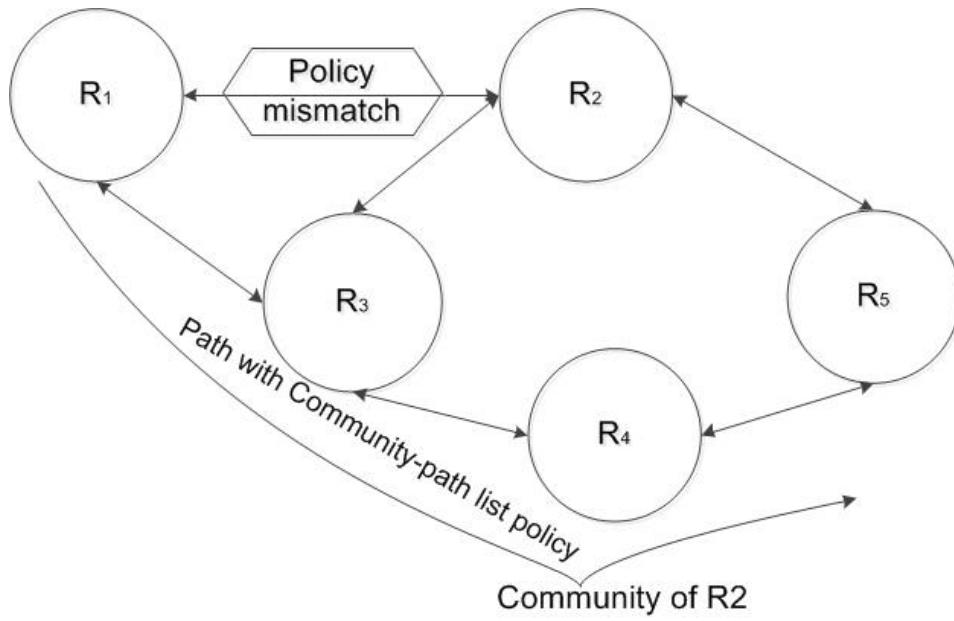 R1
Policy
mismatch
R2
R3
R5
R4
Path with Community-path list policy
Community of R2